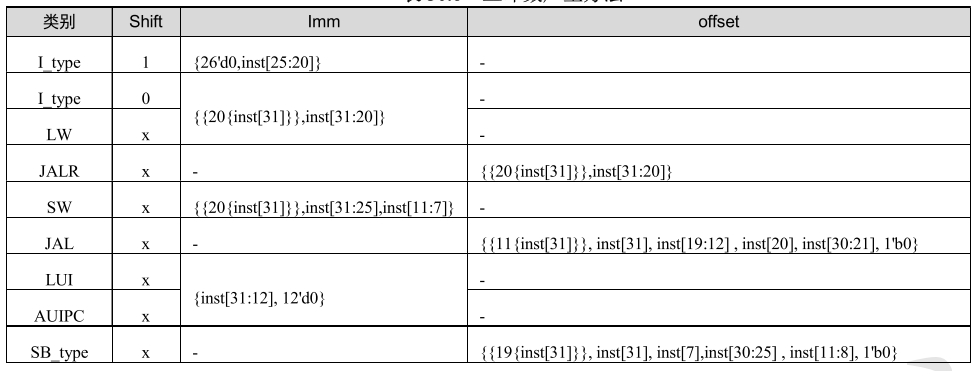 类别 Shift Imm offset
I_type 1 {26'd0,inst[25:20]} -
I_type 0 {{20{inst[31]}},inst[31:20]} -
LW x -
JALR x - {{20{inst[31]}},inst[31:20]}
SW x {{20{inst[31]}},inst[31:25],inst[11:7]} -
JAL x - {{11{inst[31]}}, inst[31], inst[19:12] , inst[20], inst[30:21], 1'b0}
LUI x {inst[31:12], 12'd0} -
AUIPC x -
SB_type x - {{19{inst[31]}}, inst[31], inst[7],inst[30:25] , inst[11:8], 1'b0}